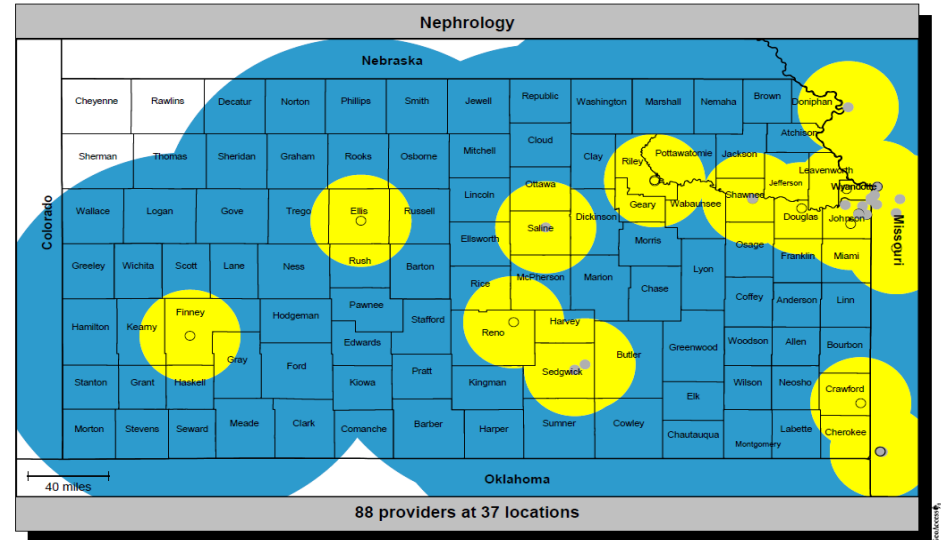 Nephrology
Nebraska
Cheyenne Rawlins Decatur Norton Phillips Smith Jewell Republic Washington Marshall Nemaha Brown Doniphan
Atchison
Sherman Thomas Sheridan Graham Rooks Osborne Mitchell Cloud Clay Riley Pottawatomie Jackson
Jefferson Leavenworth
Wyandotte
Wallace Logan Gove Trego Ellis Russell Lincoln Ottawa Dickinson Geary Wabaunsee Shawnee Douglas Johnson
Colorado
Missouri
Saline
Ellsworth Morris Osage Franklin Miami
Greeley Wichita Scott Lane Ness Rush Barton Rice McPherson Marion Chase Lyon Coffey Anderson Linn
Hamilton Kearny Finney Hodgeman Pawnee Stafford Reno Harvey
Gray Edwards Sedgwick Butler Greenwood Woodson Allen Bourbon
Stanton Grant Haskell Ford Kiowa Pratt Kingman Elk Wilson Neosho Crawford
Morton Stevens Seward Meade Clark Comanche Barber Harper Sumner Cowley Chautauqua Montgomery Labette Cherokee
40 miles
Oklahoma
88 providers at 37 locations